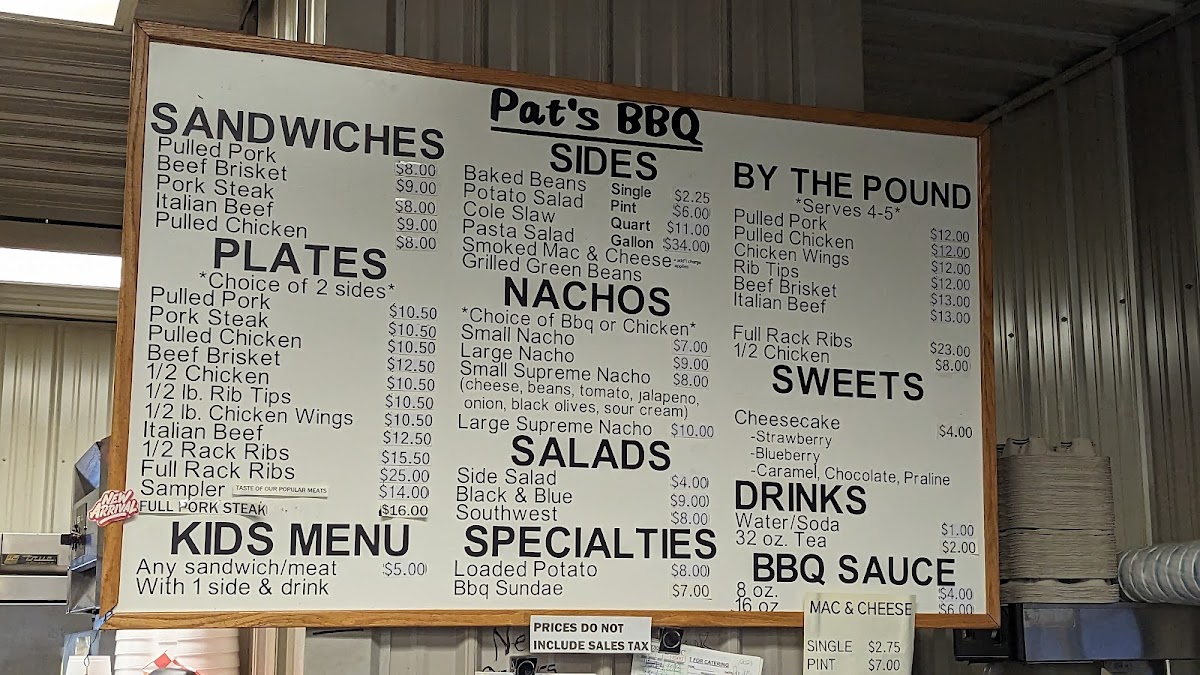 Pat's BBQ
SANDWICHES
Pulled Pork $8.00
Beef Brisket $9.00
Pork Steak $8.00
Italian Beef $9.00
Pulled Chicken $8.00
PLATES
*Choice of 2 sides*
Pulled Pork $10.50
Pork Steak $10.50
Pulled Chicken $10.50
Beef Brisket $12.50
1/2 Chicken $10.50
1/2 lb. Rib Tips $10.50
1/2 lb. Chicken Wings $10.50
Italian Beef $12.50
1/2 Rack Ribs $15.50
Full Rack Ribs $25.00
Sampler TASTE OF OUR POPULAR MEATS $14.00
NEW ARRIVAL FULL PORK STEAK $16.00
KIDS MENU
Any sandwich/meat $5.00
With 1 side & drink
SIDES
Baked Beans Single $2.25
Potato Salad Pint $6.00
Cole Slaw Quart $11.00
Pasta Salad Gallon $34.00
Smoked Mac & Cheese
Grilled Green Beans
NACHOS
*Choice of Bbq or Chicken*
Small Nacho $7.00
Large Nacho $9.00
Small Supreme Nacho $8.00
(cheese, beans, tomato, jalapeno,
onion, black olives, sour cream)
Large Supreme Nacho $10.00
SALADS
Side Salad $4.00
Black & Blue $9.00
Southwest $8.00
SPECIALTIES
Loaded Potato $8.00
Bbq Sundae $7.00
BY THE POUND
*Serves 4-5*
Pulled Pork $12.00
Pulled Chicken $12.00
Chicken Wings $12.00
Rib Tips $12.00
Beef Brisket $13.00
Italian Beef $13.00
Full Rack Ribs $23.00
1/2 Chicken $8.00
SWEETS
Cheesecake $4.00
-Strawberry
-Blueberry
-Caramel, Chocolate, Praline
DRINKS
Water/Soda $1.00
32 oz. Tea $2.00
BBQ SAUCE
8 oz. $4.00
16 oz $6.00
MAC & CHEESE
SINGLE $2.75
PINT $7.00
PRICES DO NOT
INCLUDE SALES TAX
T FOR CATERING